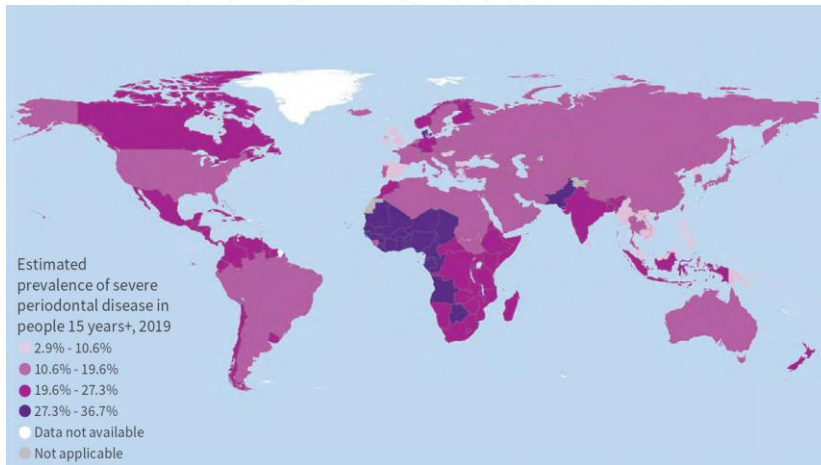 Estimated
prevalence of severe
periodontal disease in
people 15 years+, 2019
2.9% - 10.6%
10.6% - 19.6%
19.6% - 27.3%
27.3% - 36.7%
Data not available
Not applicable